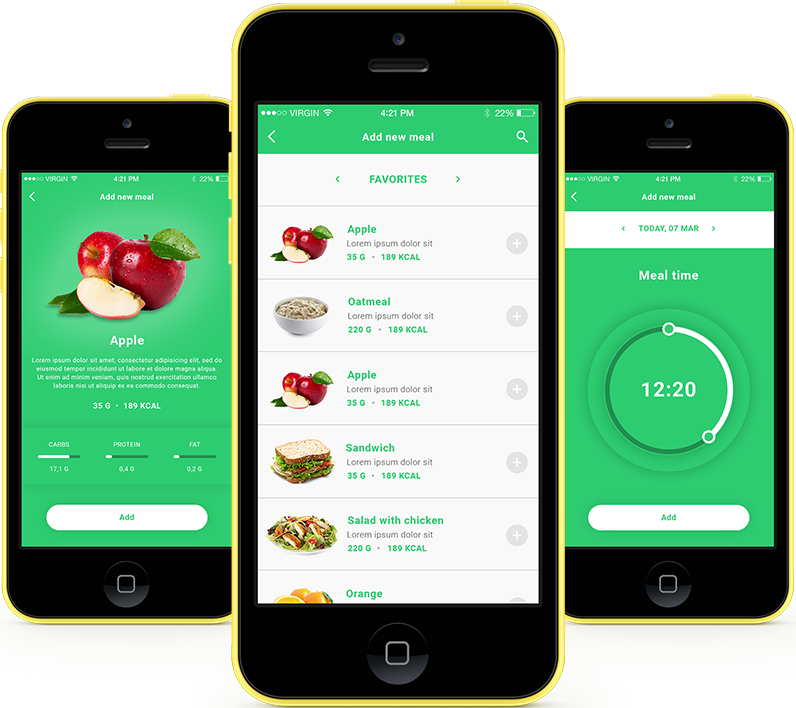 VIRGIN 4:21 PM 22%
Add new meal
Apple
Lorem ipsum dolor sit amet, consectetur adipisicing elit, sed do
eiusmod tempor incididunt ut labore et dolore magna aliqua.
Ut enim ad minim veniam, quis nostrud exercitation ullamco
laboris nisi ut aliquip ex ea commodo consequat.
35 G • 189 KCAL
CARBS PROTEIN FAT
17,1 G 0,4 G 0,2 G
Add
VIRGIN 4:21 PM 22%
Add new meal
< FAVORITES >
Apple
Lorem ipsum dolor sit
35 G • 189 KCAL
Oatmeal
Lorem ipsum dolor sit
220 G • 189 KCAL
Apple
Lorem ipsum dolor sit
35 G • 189 KCAL
Sandwich
Lorem ipsum dolor sit
35 G • 189 KCAL
Salad with chicken
Lorem ipsum dolor sit
220 G • 189 KCAL
Orange
VIRGIN 4:21 PM 22%
Add new meal
< TODAY, 07 MAR >
Meal time
12:20
Add